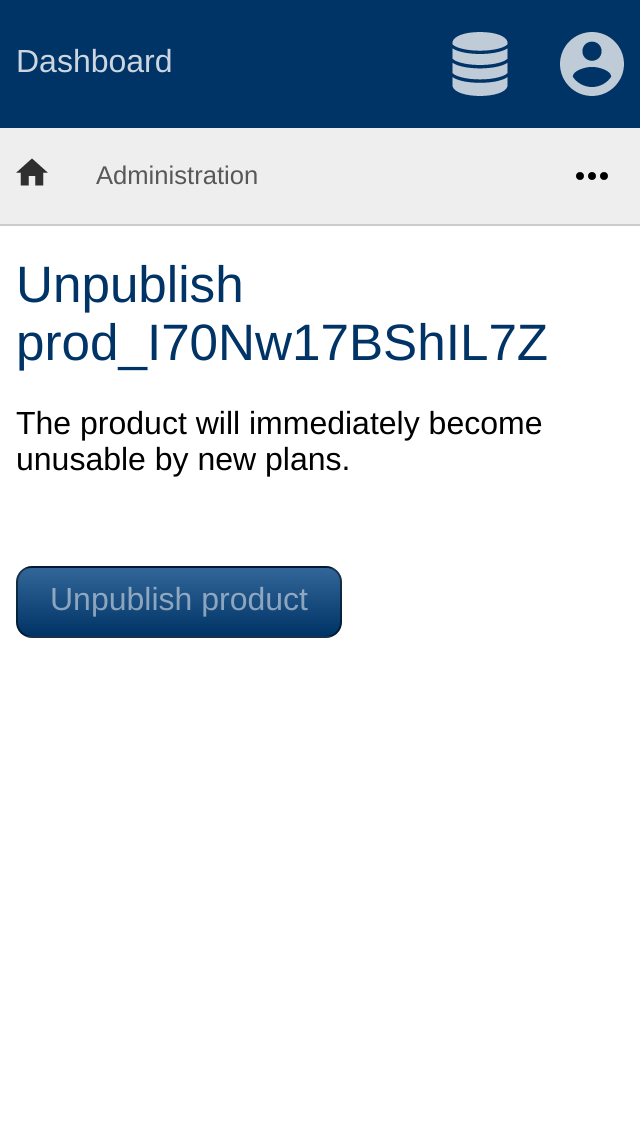 Dashboard
Administration
Unpublish
prod_I70Nw17BShIL7Z
The product will immediately become
unusable by new plans.
Unpublish product